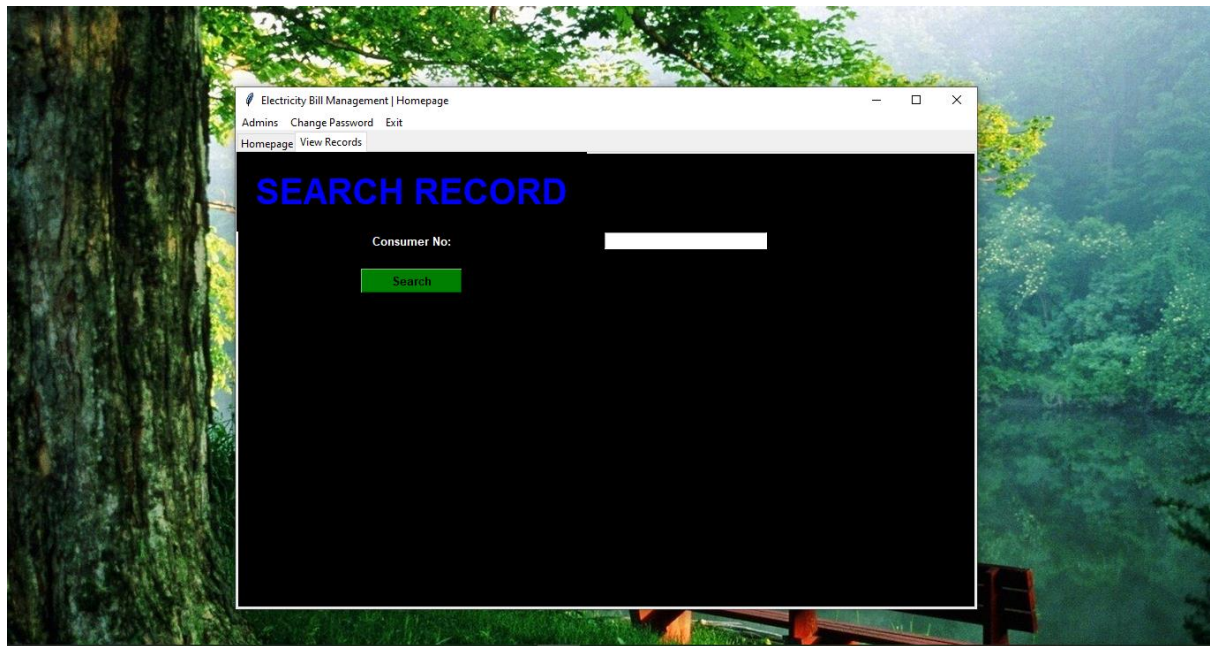 Electricity Bill Management | Homepage
Admins Change Password Exit
Homepage View Records
SEARCH RECORD
Consumer No:
Search